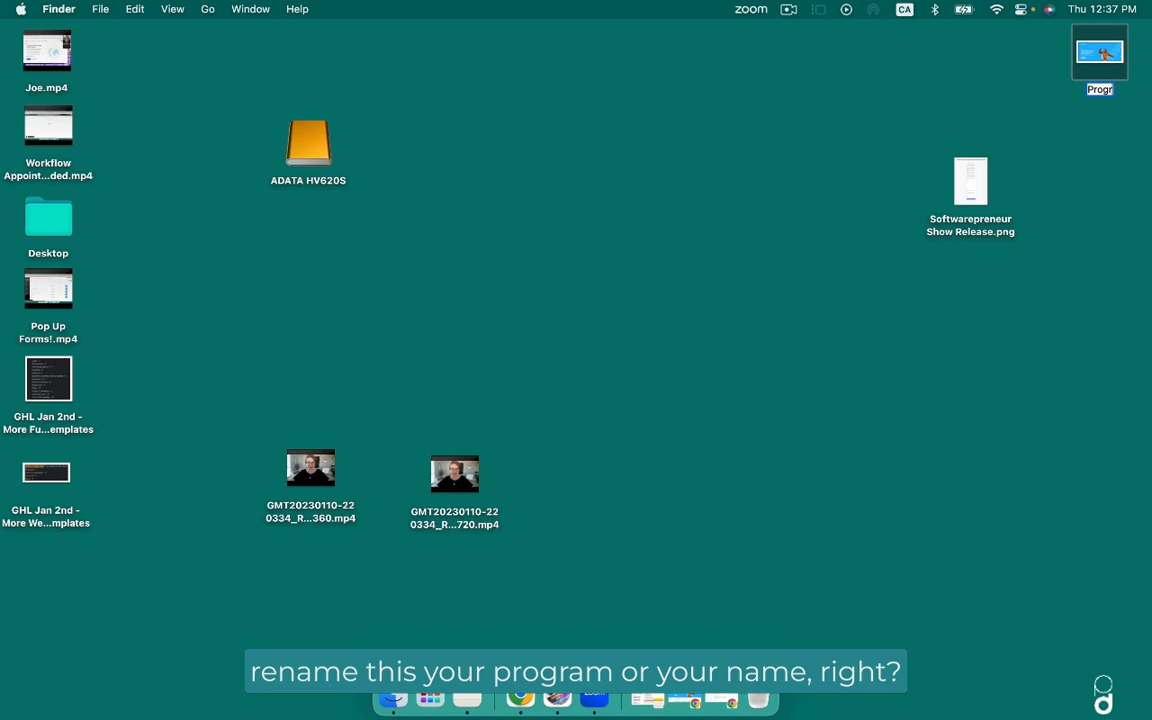 Finder File Edit View Go Window Help
zoom CA Thu 12:37 PM
Joe.mp4
Progr
Workflow
Appoint...ded.mp4
ADATA HV620S
Softwarepreneur
Show Release.png
Desktop
Pop Up
Forms!.mp4
GHL Jan 2nd -
More Fu...emplates
GMT20230110-22
0334_R...360.mp4
GMT20230110-22
0334_R...720.mp4
GHL Jan 2nd -
More We...mplates
rename this your program or your name, right?